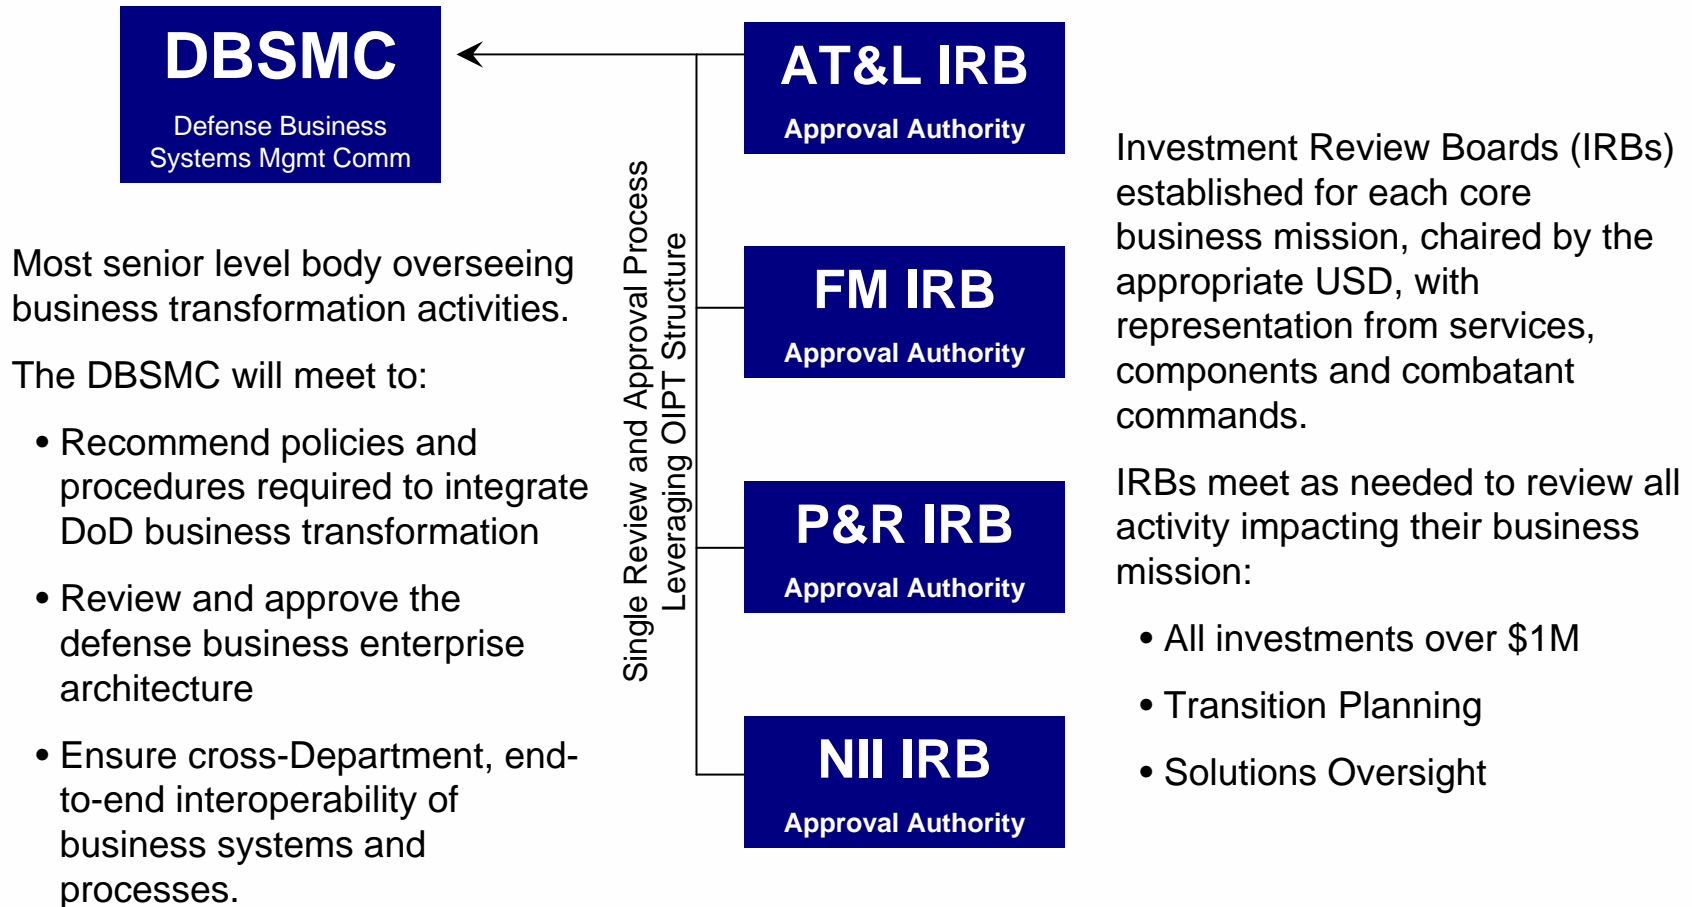 DBSMC
Defense Business
Systems Mgmt Comm
Most senior level body overseeing
business transformation activities.
The DBSMC will meet to:
• Recommend policies and
procedures required to integrate
DoD business transformation
• Review and approve the
defense business enterprise
architecture
• Ensure cross-Department, end-
to-end interoperability of
business systems and
processes.
Single Review and Approval Process
Leveraging OIPT Structure
AT&L IRB
Approval Authority
FM IRB
Approval Authority
P&R IRB
Approval Authority
NII IRB
Approval Authority
Investment Review Boards (IRBs)
established for each core
business mission, chaired by the
appropriate USD, with
representation from services,
components and combatant
commands.
IRBs meet as needed to review all
activity impacting their business
mission:
• All investments over $1M
• Transition Planning
• Solutions Oversight